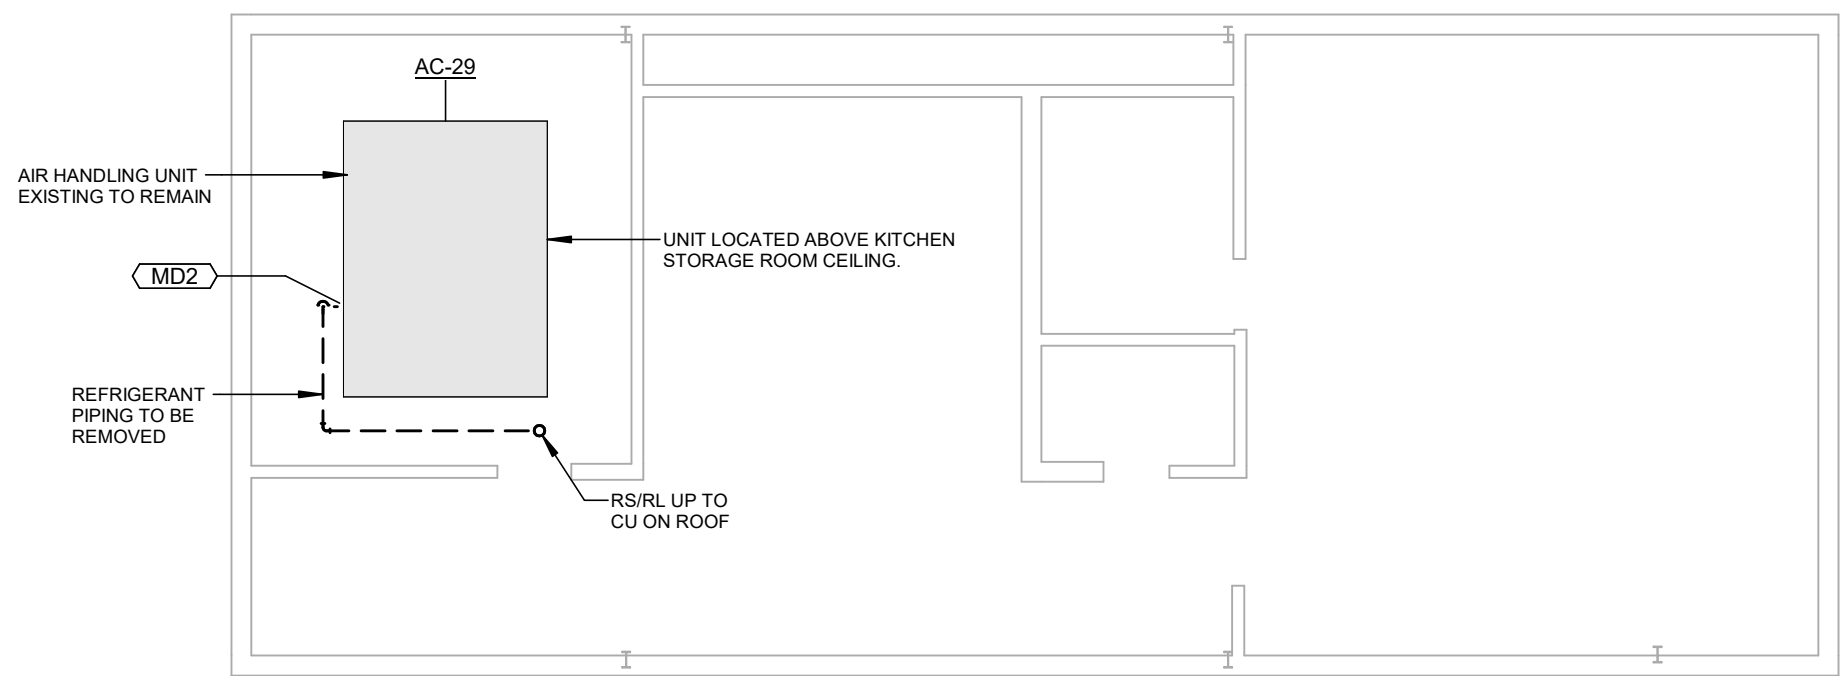 AC-29
AIR HANDLING UNIT
EXISTING TO REMAIN
UNIT LOCATED ABOVE KITCHEN
STORAGE ROOM CEILING.
MD2
REFRIGERANT
PIPING TO BE
REMOVED
RS/RL UP TO
CU ON ROOF